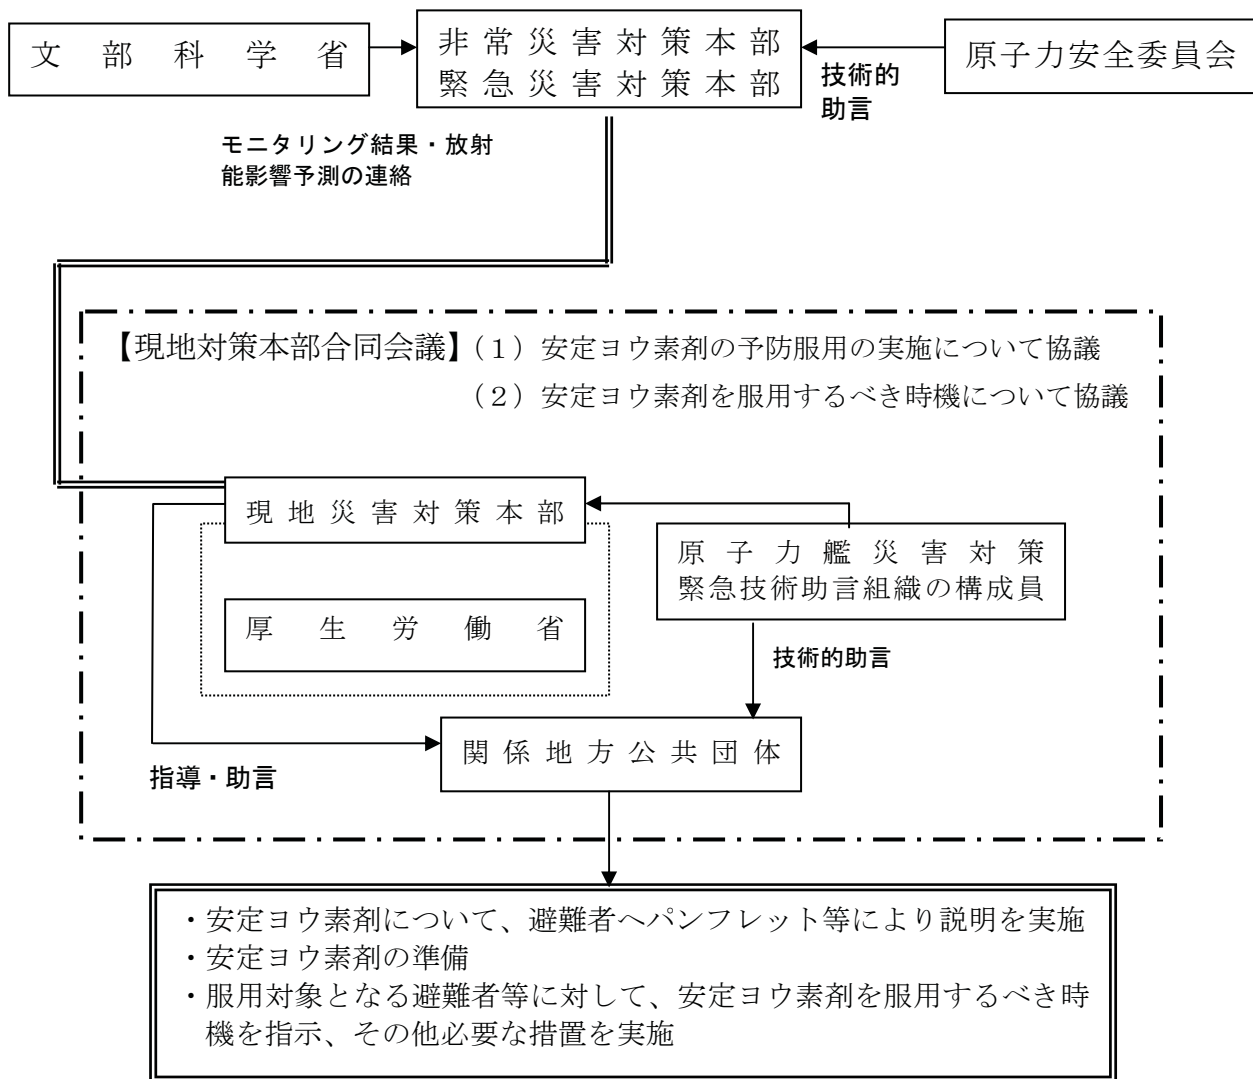 文部科学省
非常災害対策本部
緊急災害対策本部
原子力安全委員会
技術的
助言
モニタリング結果・放射
能影響予測の連絡
【現地対策本部合同会議】（１）安定ヨウ素剤の予防服用の実施について協議
（２）安定ヨウ素剤を服用するべき時機について協議
現地災害対策本部
原子力艦災害対策
緊急技術助言組織の構成員
厚生労働省
技術的助言
関係地方公共団体
指導・助言
・安定ヨウ素剤について、避難者へパンフレット等により説明を実施
・安定ヨウ素剤の準備
・服用対象となる避難者等に対して、安定ヨウ素剤を服用するべき時
機を指示、その他必要な措置を実施